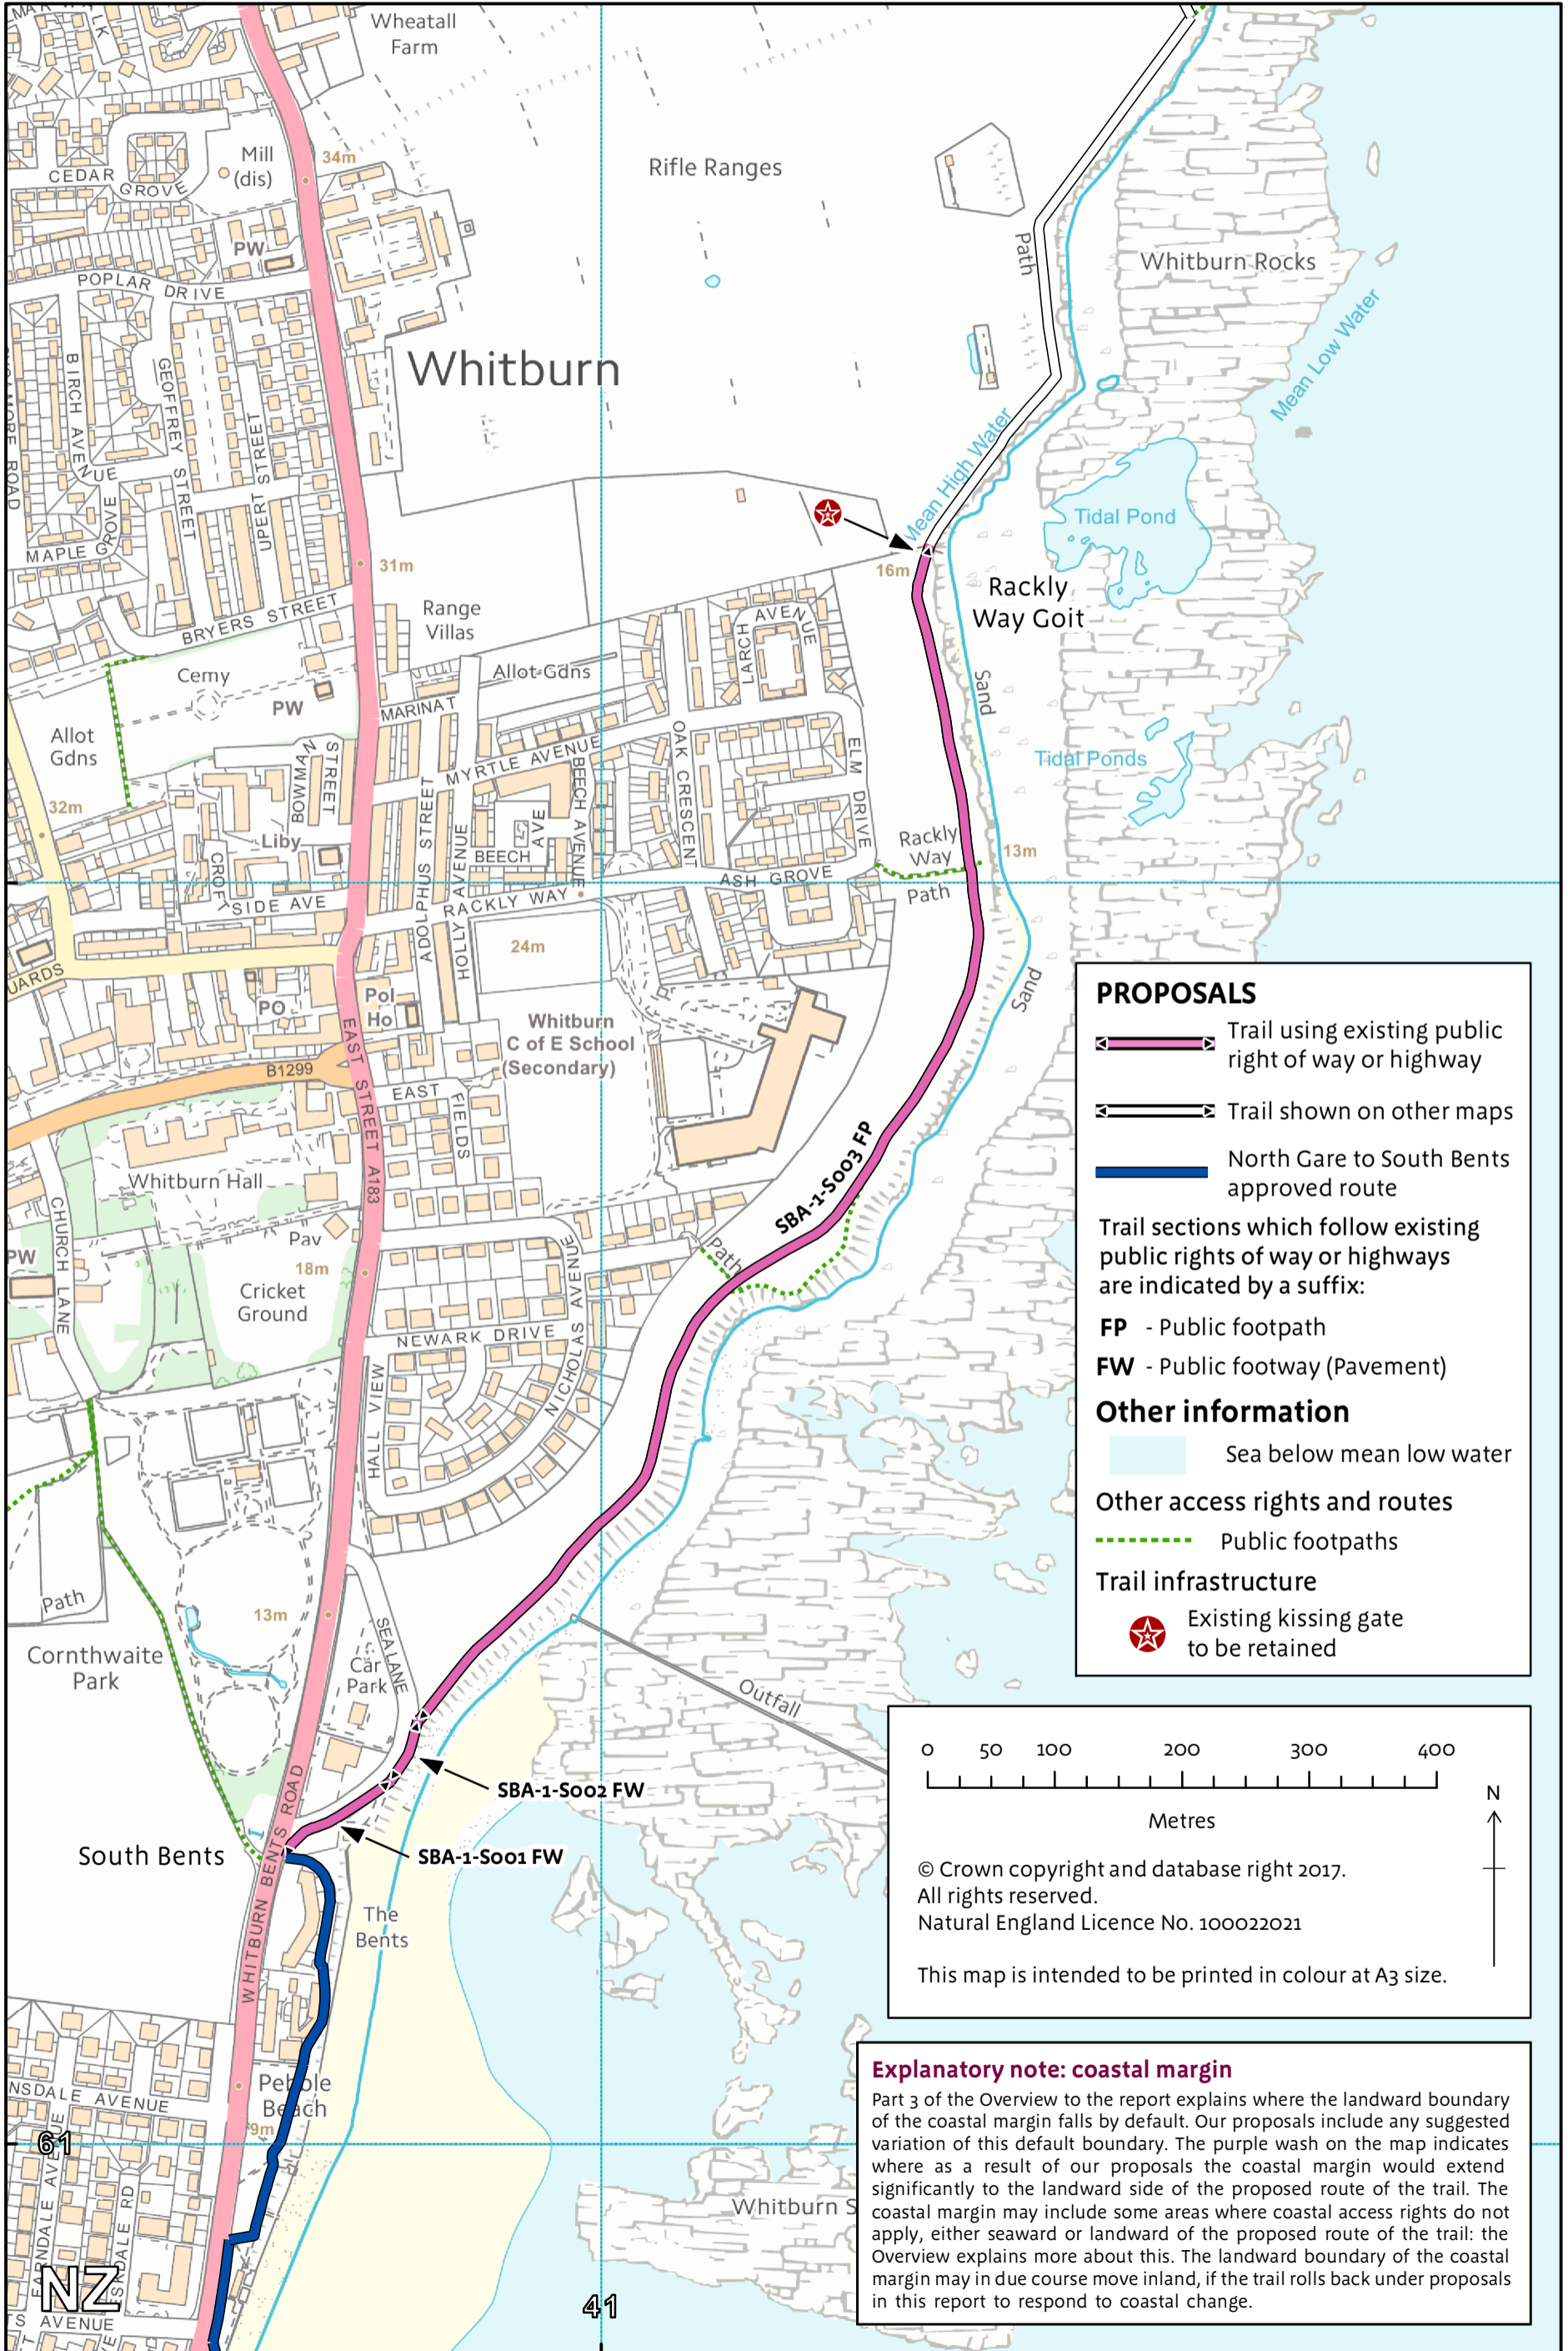 Wheatall
Farm
CEDAR
GROVE
Mill
(dis)
34m
Rifle Ranges
PW
POPLAR DRIVE
Path
Whitburn Rocks
Mean Low Water
Whitburn
BIRCH AVENUE
GEOFFREY STREET
UPERT STREET
ROAD
MAPLE GROVE
Mean High Water
Tidal Pond
31m
16m
Rackly
Way Goit
BRYERS STREET
Range
Villas
LARCH
AVENUE
Allot Gdns
Cemy
PW
MARINA T
Sand
Allot
Gdns
MYRTLE AVENUE
OAK CRESCENT
ELM DRIVE
Tidal Ponds
BOWMAN
STREET
32m
Liby
ADOLPHUS STREET
HOLLY AVENUE
BEECH
AVE
BEECH AVENUE
Rackly
Way
Path
13m
CROFT
SIDE AVE
RACKLY WAY
ASH GROVE
24m
UARDS
PO
Pol
Ho
Sand
Whitburn
C of E School
(Secondary)
EAST STREET A183
B1299
EAST
FIELDS
SBA-1-S003 FP
Whitburn Hall
CHURCH LANE
PW
Pav
18m
Cricket
Ground
Path
NEWARK DRIVE
NICHOLAS AVENUE
HALL VIEW
Path
13m
SEA LANE
Cornthwaite
Park
Car
Park
Outfall
SBA-1-S002 FW
South Bents
SBA-1-S001 FW
WHITBURN BENTS ROAD
The
Bents
Pebble
Beach
NSDALE AVENUE
9m
61
FARNDALE AVE
SDALE RD
NZ
TS AVENUE
41
Whitburn S
PROPOSALS
Trail using existing public
right of way or highway
Trail shown on other maps
North Gare to South Bents
approved route
Trail sections which follow existing
public rights of way or highways
are indicated by a suffix:
FP - Public footpath
FW - Public footway (Pavement)
Other information
Sea below mean low water
Other access rights and routes
Public footpaths
Trail infrastructure
Existing kissing gate
to be retained
0 50 100 200 300 400
Metres
N
© Crown copyright and database right 2017.
All rights reserved.
Natural England Licence No. 100022021
This map is intended to be printed in colour at A3 size.
Explanatory note: coastal margin
Part 3 of the Overview to the report explains where the landward boundary
of the coastal margin falls by default. Our proposals include any suggested
variation of this default boundary. The purple wash on the map indicates
where as a result of our proposals the coastal margin would extend
significantly to the landward side of the proposed route of the trail. The
coastal margin may include some areas where coastal access rights do not
apply, either seaward or landward of the proposed route of the trail: the
Overview explains more about this. The landward boundary of the coastal
margin may in due course move inland, if the trail rolls back under proposals
in this report to respond to coastal change.